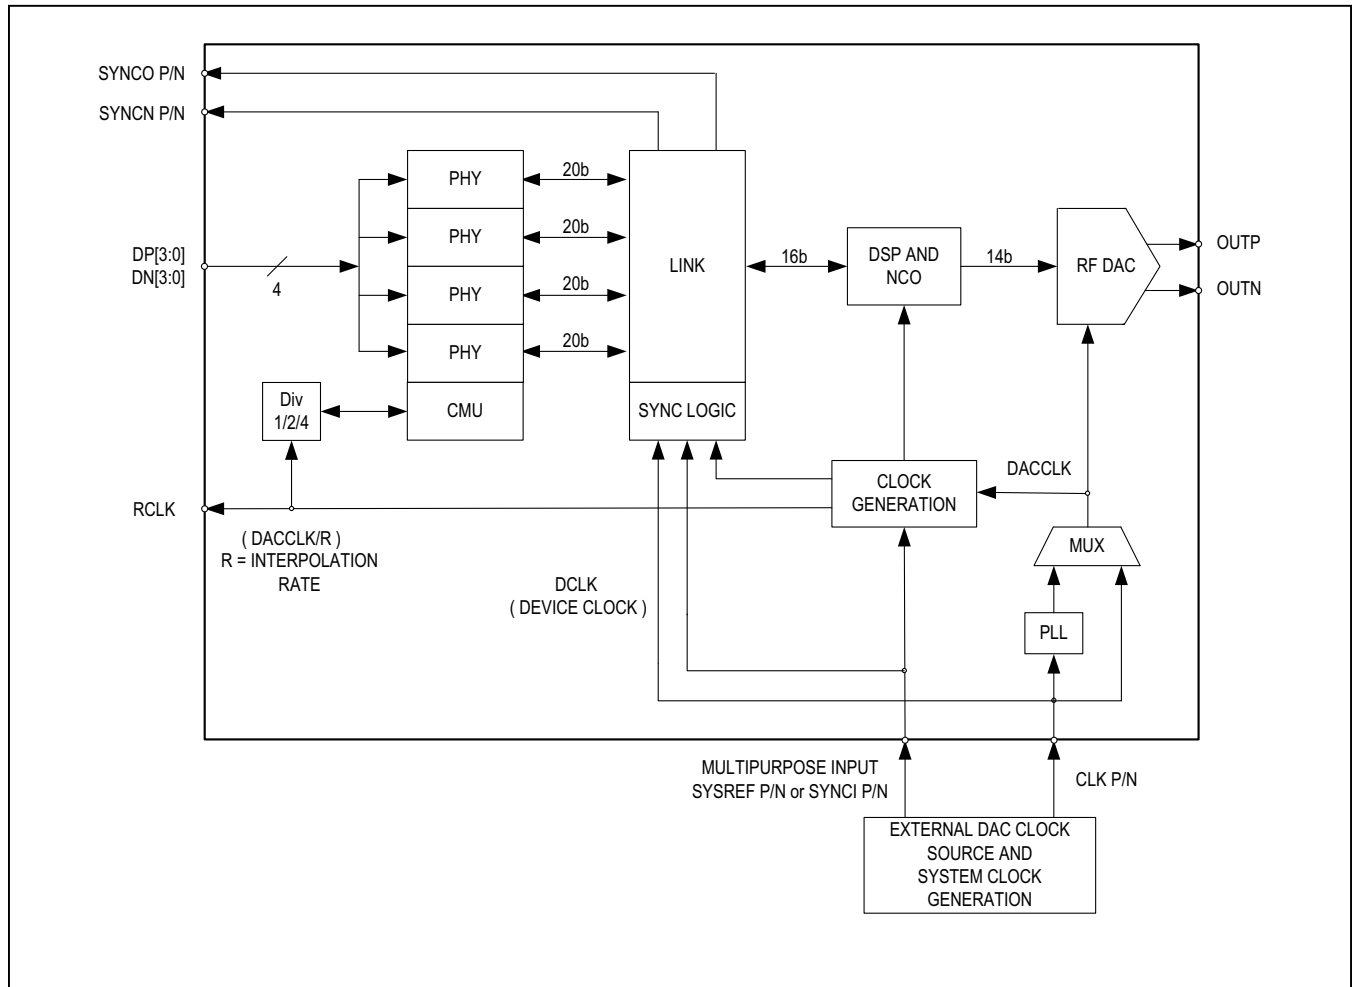 SYNCO P/N
SYNCN P/N
PHY
20b
PHY
20b
PHY
20b
PHY
20b
CMU
LINK
SYNC LOGIC
16b
DSP AND
NCO
14b
RF DAC
OUTP
OUTN
DP[3:0]
DN[3:0]
4
Div
1/2/4
RCLK
( DACCLK/R )
R = INTERPOLATION
RATE
CLOCK
GENERATION
DACCLK
MUX
PLL
DCLK
( DEVICE CLOCK )
MULTIPURPOSE INPUT
SYSREF P/N or SYNCI P/N
CLK P/N
EXTERNAL DAC CLOCK
SOURCE AND
SYSTEM CLOCK
GENERATION